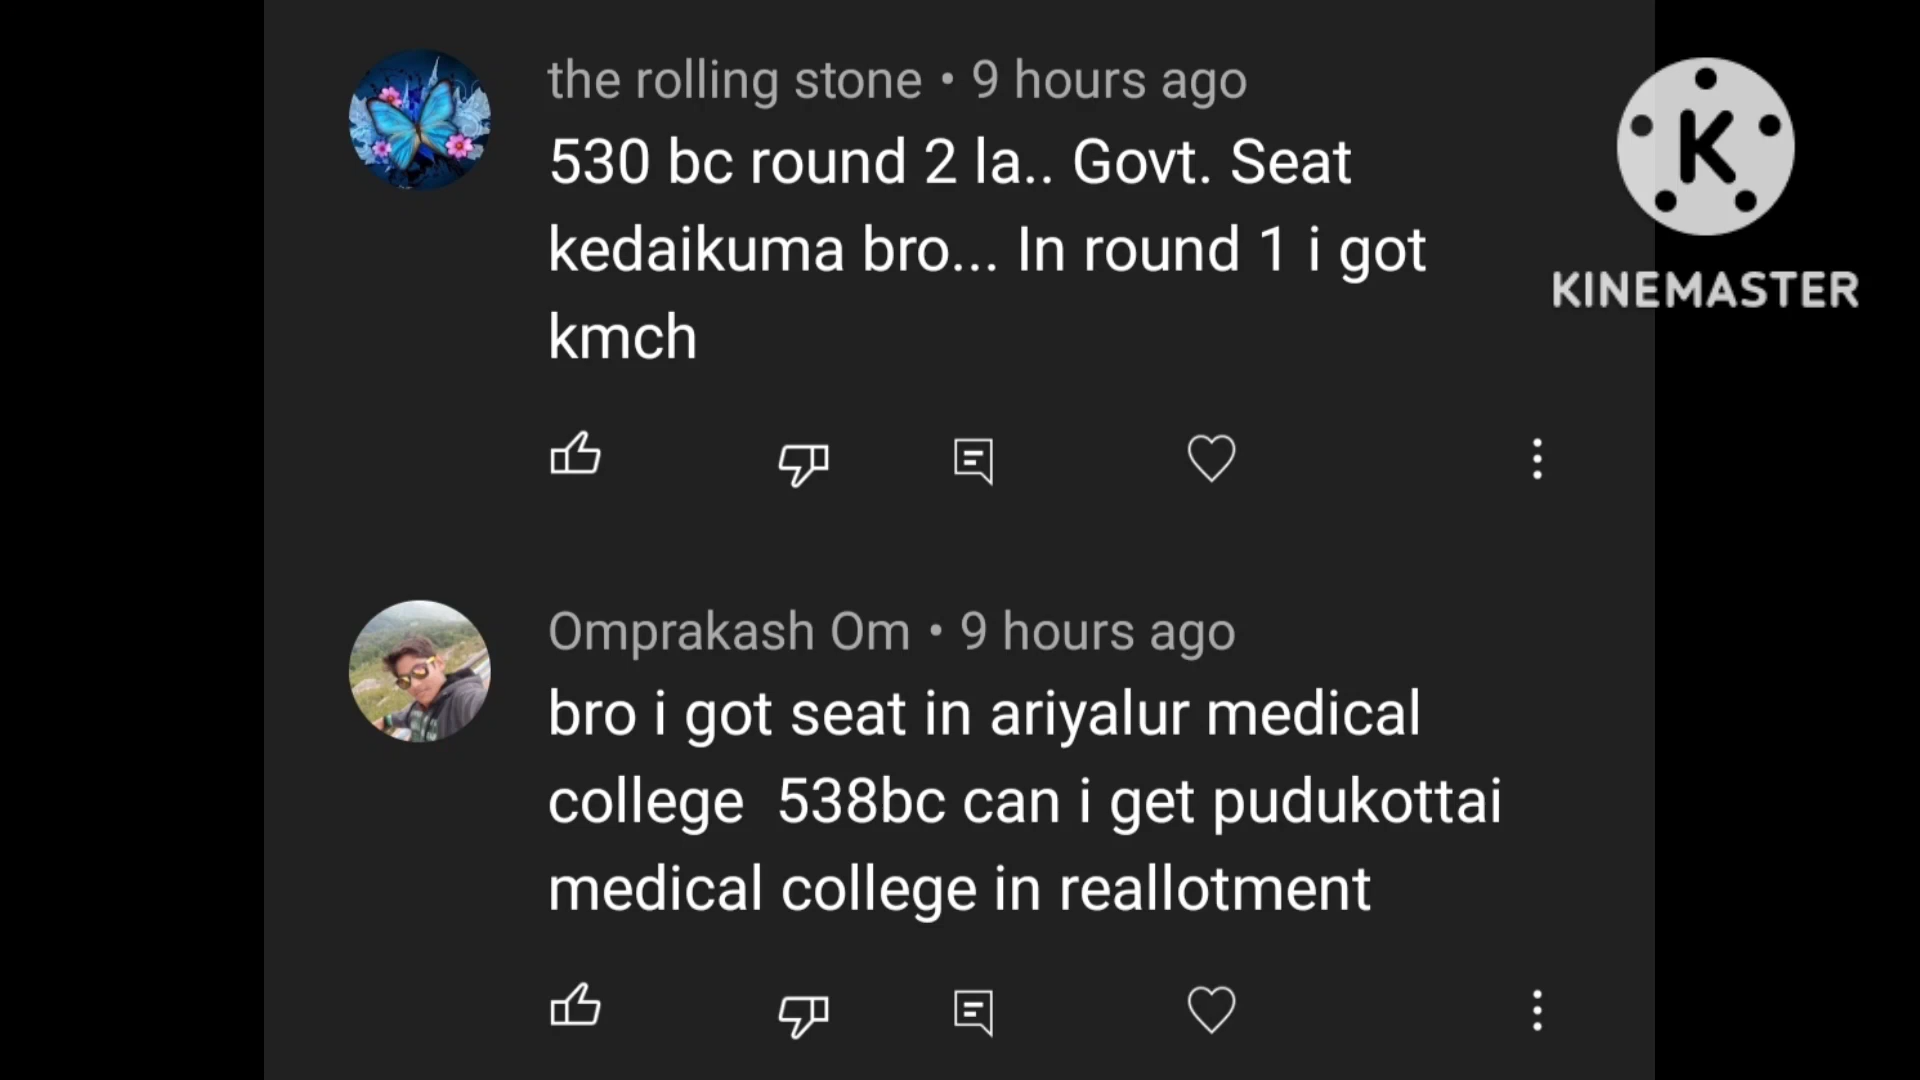 the rolling stone • 9 hours ago
530 bc round 2 la.. Govt. Seat
kedaikuma bro... In round 1 i got
kmch
K
KINEMASTER
Omprakash Om • 9 hours ago
bro i got seat in ariyalur medical
college  538bc can i get pudukottai
medical college in reallotment